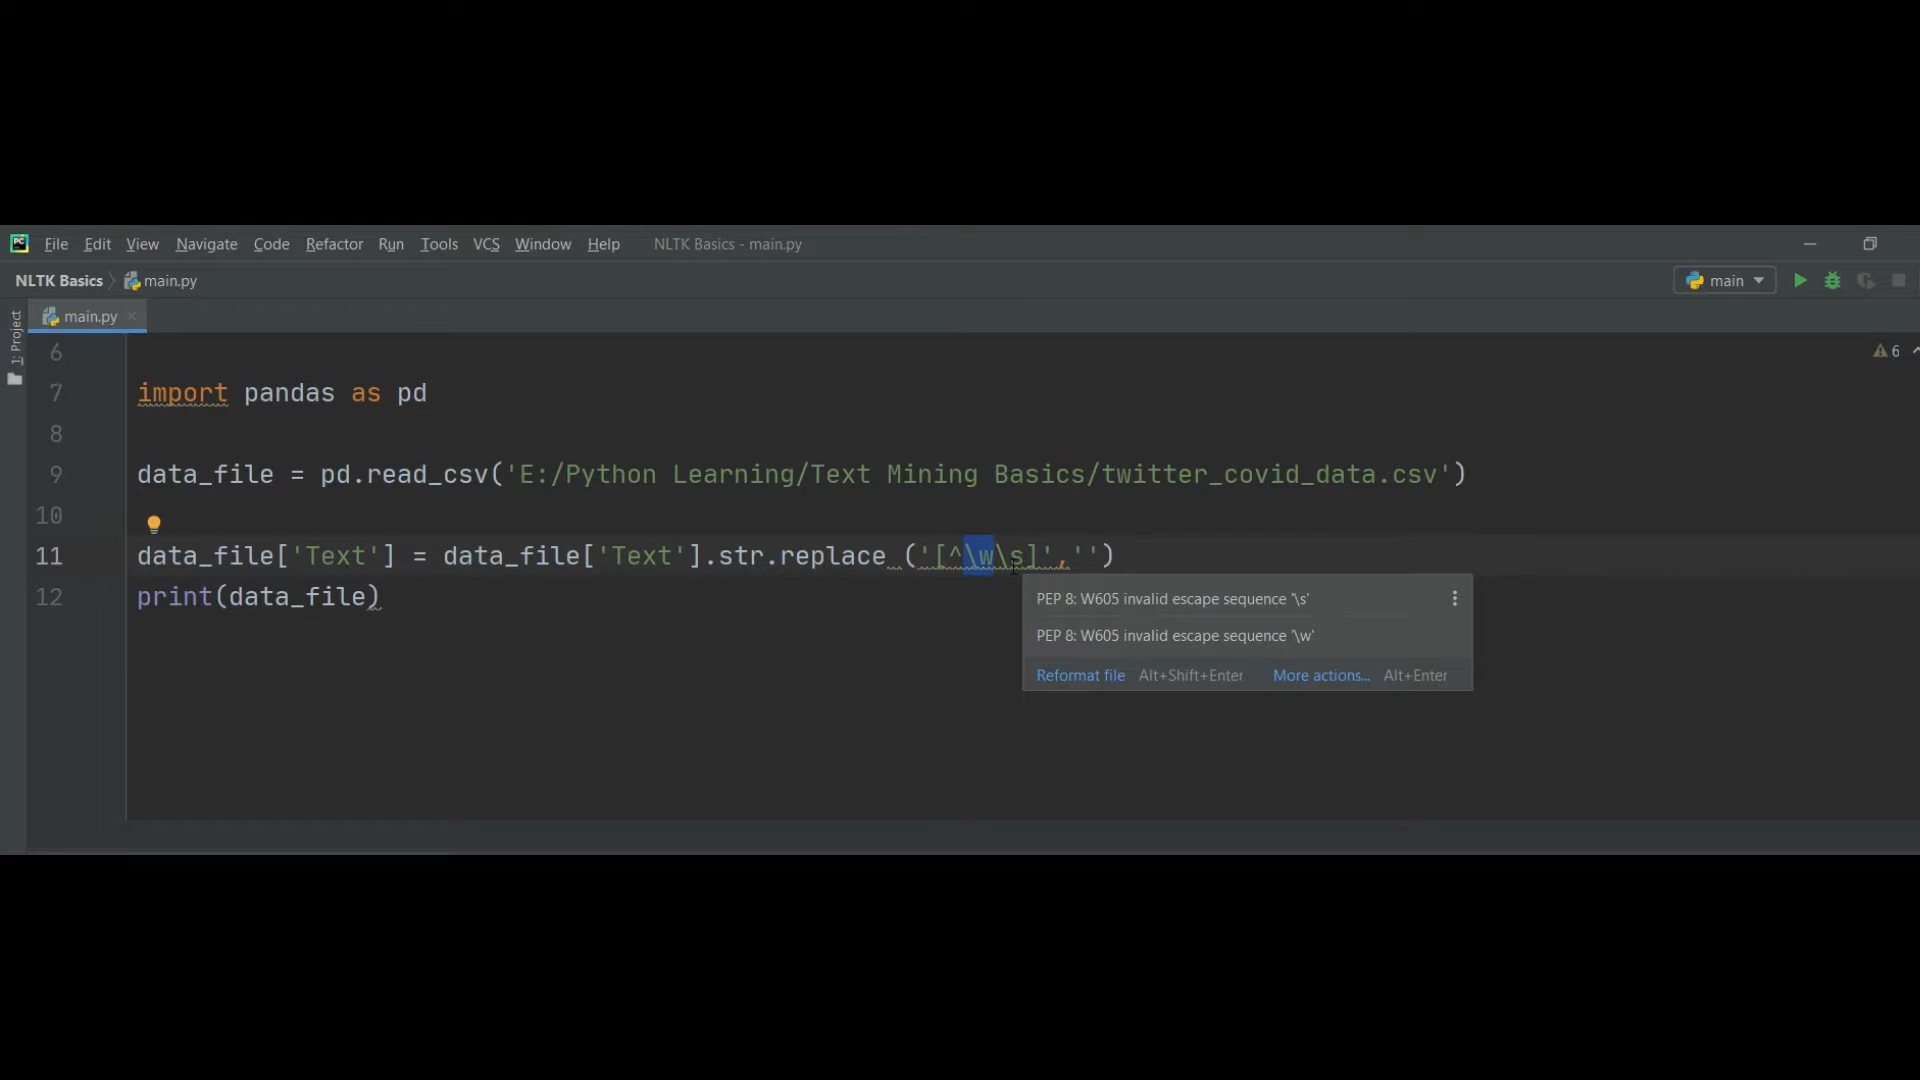 PC File Edit View Navigate Code Refactor Run Tools VCS Window Help NLTK Basics - main.py
NLTK Basics main.py main
1: Project
main.py
6 6
7 import pandas as pd
8
9 data_file = pd.read_csv('E:/Python Learning/Text Mining Basics/twitter_covid_data.csv')
10
11 data_file['Text'] = data_file['Text'].str.replace ('[^\w\s]','')
12 print(data_file)
PEP 8: W605 invalid escape sequence '\s'
PEP 8: W605 invalid escape sequence '\w'
Reformat file Alt+Shift+Enter More actions... Alt+Enter